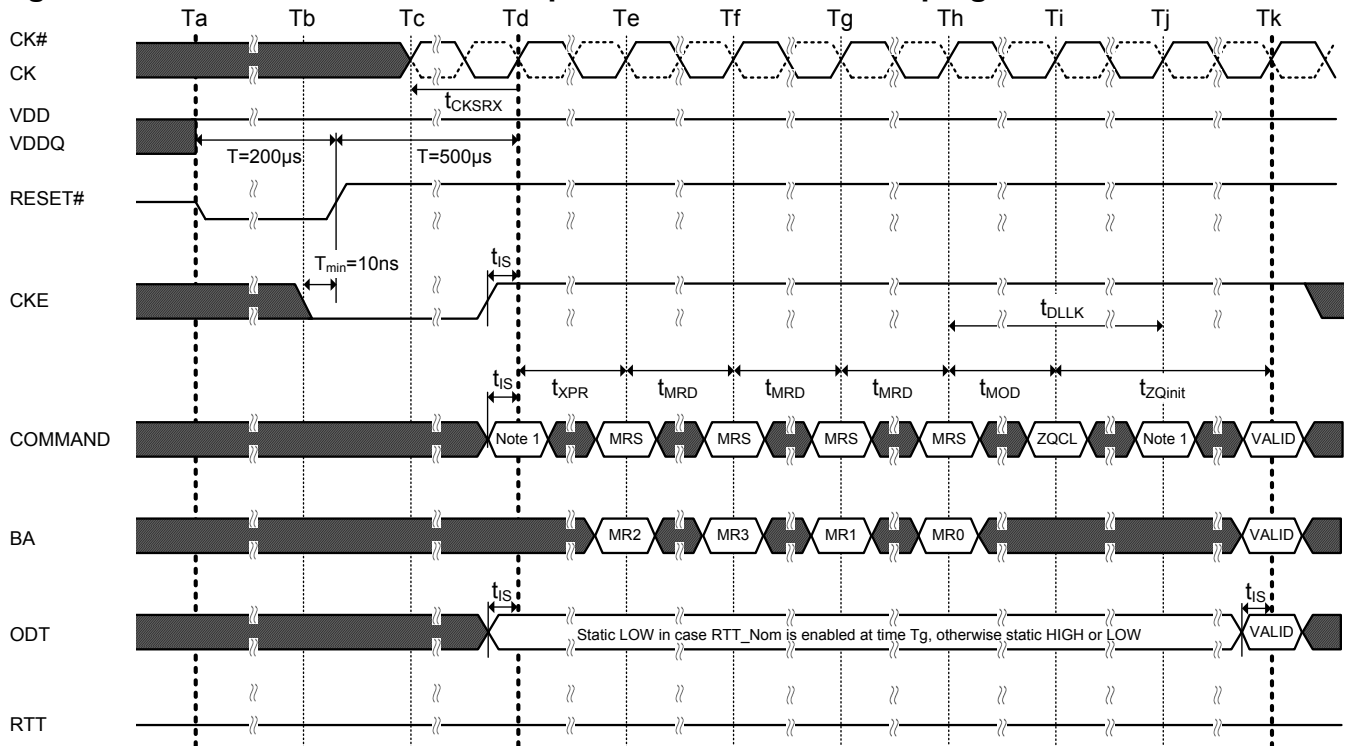 Ta Tb Tc Td Te Tf Tg Th Ti Tj Tk
CK#
CK
tCKSRX
VDD
VDDQ
T=200µs T=500µs
RESET#
Tmin=10ns tIS
CKE
tDLLK
tIS tXPR tMRD tMRD tMRD tMOD tZQinit
COMMAND Note 1 MRS MRS MRS MRS ZQCL Note 1 VALID
BA MR2 MR3 MR1 MR0 VALID
tIS tIS
ODT Static LOW in case RTT_Nom is enabled at time Tg, otherwise static HIGH or LOW VALID
RTT